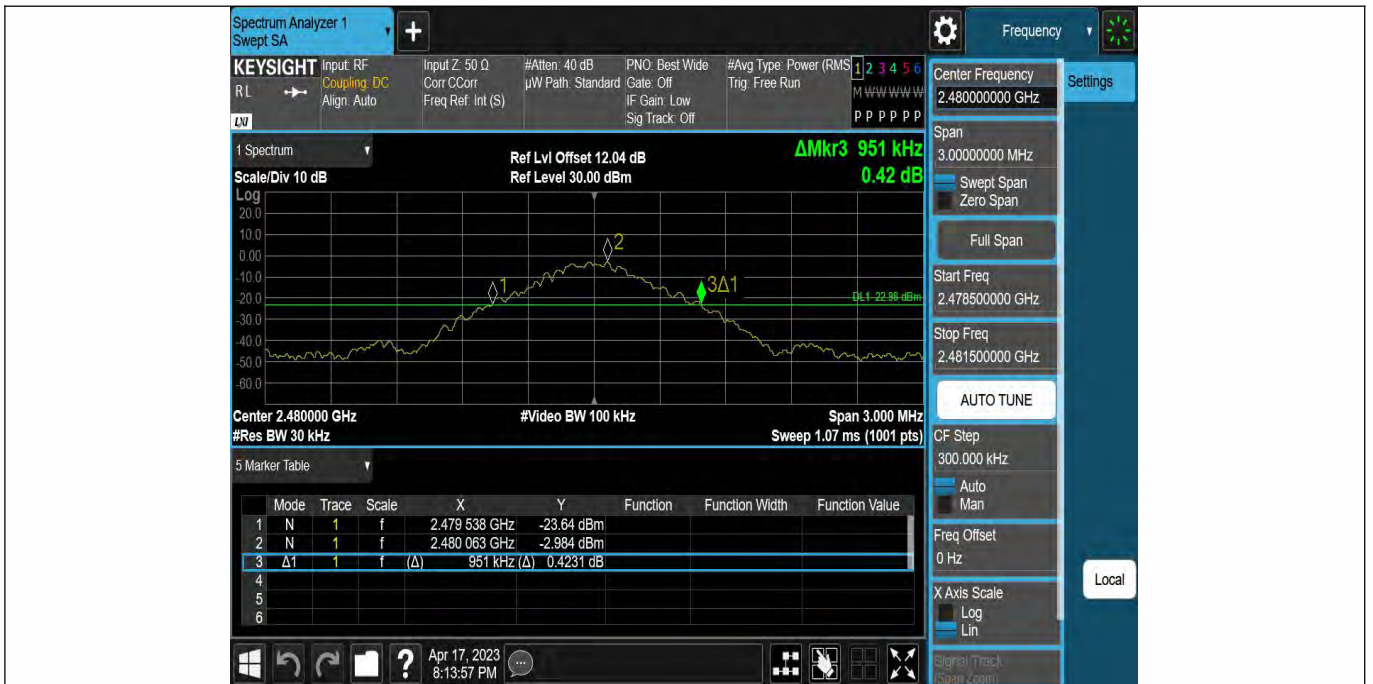 Spectrum Analyzer 1
Swept SA
+
Frequency
KEYSIGHT
RL
LXI
Input: RF
Coupling: DC
Align: Auto
Input Z: 50 Ω
Corr CCorr
Freq Ref: Int (S)
#Atten: 40 dB
µW Path: Standard
PNO: Best Wide
Gate: Off
IF Gain: Low
Sig Track: Off
#Avg Type: Power (RMS
Trig: Free Run
1 2 3 4 5 6
M W W W W W
P P P P P P
1 Spectrum
Scale/Div 10 dB
Ref Lvl Offset 12.04 dB
Ref Level 30.00 dBm
ΔMkr3 951 kHz
0.42 dB
Log
20.0
10.0
0.00
-10.0
-20.0
-30.0
-40.0
-50.0
-60.0
1
2
3Δ1
DL1 -22.98 dBm
Center 2.480000 GHz
#Video BW 100 kHz
Span 3.000 MHz
#Res BW 30 kHz
Sweep 1.07 ms (1001 pts)
5 Marker Table
Mode Trace Scale X Y Function Function Width Function Value
1 N 1 f 2.479 538 GHz -23.64 dBm
2 N 1 f 2.480 063 GHz -2.984 dBm
3 Δ1 1 f (Δ) 951 kHz (Δ) 0.4231 dB
4
5
6
?
Apr 17, 2023
8:13:57 PM
Center Frequency
2.480000000 GHz
Settings
Span
3.00000000 MHz
Swept Span
Zero Span
Full Span
Start Freq
2.478500000 GHz
Stop Freq
2.481500000 GHz
AUTO TUNE
CF Step
300.000 kHz
Auto
Man
Freq Offset
0 Hz
X Axis Scale
Log
Lin
Local
Signal Track
(Span Zoom)